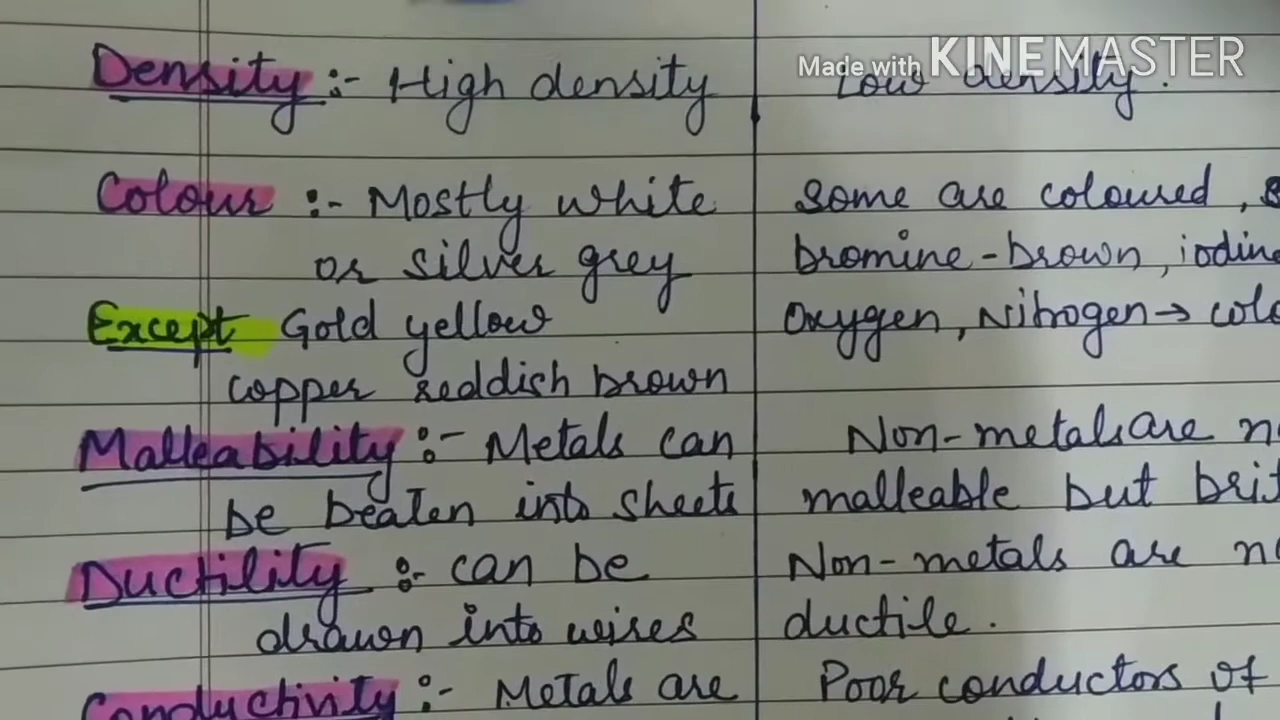 Made with KINEMASTER
Density :- High density Low density.
Colour :- Mostly white some are coloured,
or silver grey bromine - brown,
Except Gold yellow Oxygen, Nitrogen →
copper reddish brown
Malleability :- Metals can Non-metals are
be beaten into sheets malleable but
Ductility :- can be Non-metals are
drawn into wires ductile.
Conductivity :- Metals are Poor conductors of